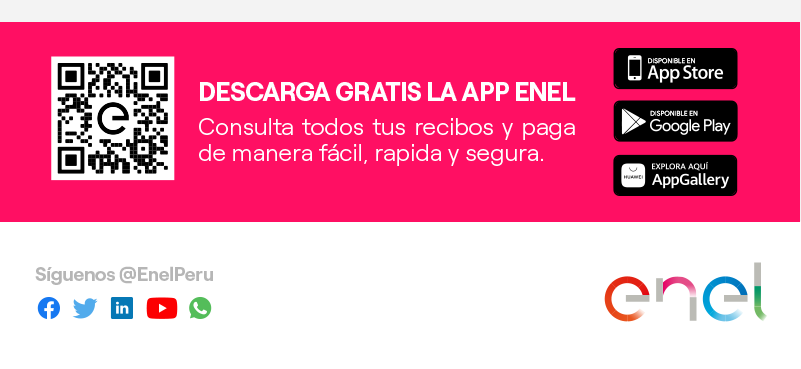 DESCARGA GRATIS LA APP ENEL
Consulta todos tus recibos y paga
de manera fácil, rapida y segura.
DISPONIBLE EN
App Store
DISPONIBLE EN
Google Play
EXPLORA AQUÍ
AppGallery
HUAWEI
Síguenos @EnelPeru
in
enel